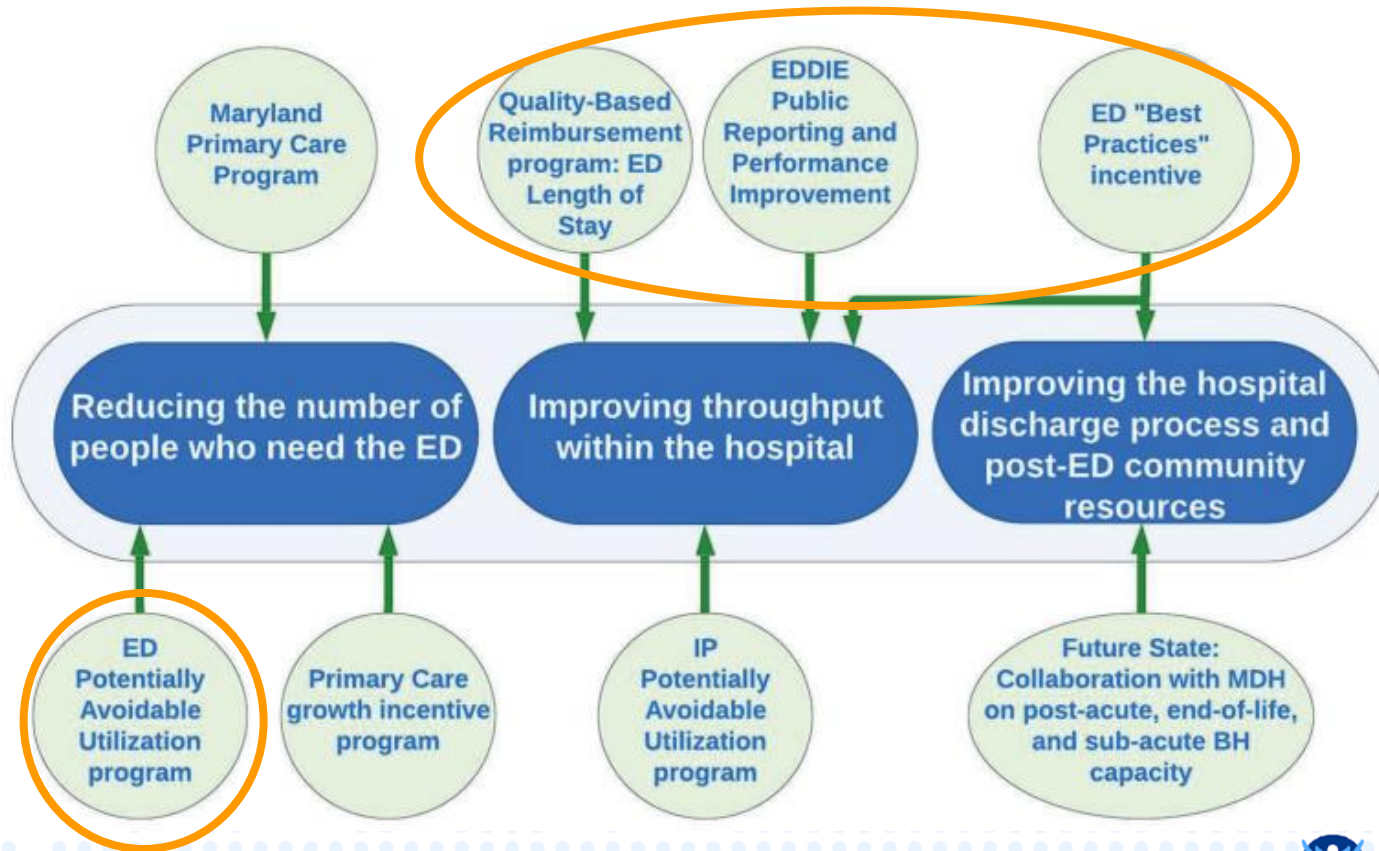 Maryland
Primary Care
Program
Quality-Based
Reimbursement
program: ED
Length of
Stay
EDDIE
Public
Reporting and
Performance
Improvement
ED "Best
Practices"
incentive
Reducing the number of
people who need the ED
Improving throughput
within the hospital
Improving the hospital
discharge process and
post-ED community
resources
ED
Potentially
Avoidable
Utilization
program
Primary Care
growth incentive
program
IP
Potentially
Avoidable
Utilization
program
Future State:
Collaboration with MDH
on post-acute, end-of-life,
and sub-acute BH
capacity